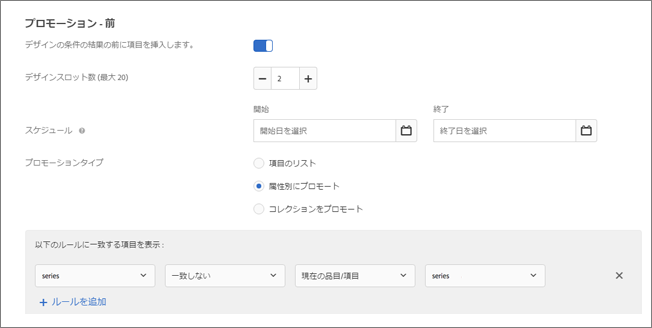 プロモーション - 前
デザインの条件の結果の前に項目を挿入します。
デザインスロット数 (最大 20)
2
開始
終了
スケジュール
開始日を選択
終了日を選択
プロモーションタイプ
項目のリスト
属性別にプロモート
コレクションをプロモート
以下のルールに一致する項目を表示 :
series
一致しない
現在の品目/項目
series
+ ルールを追加